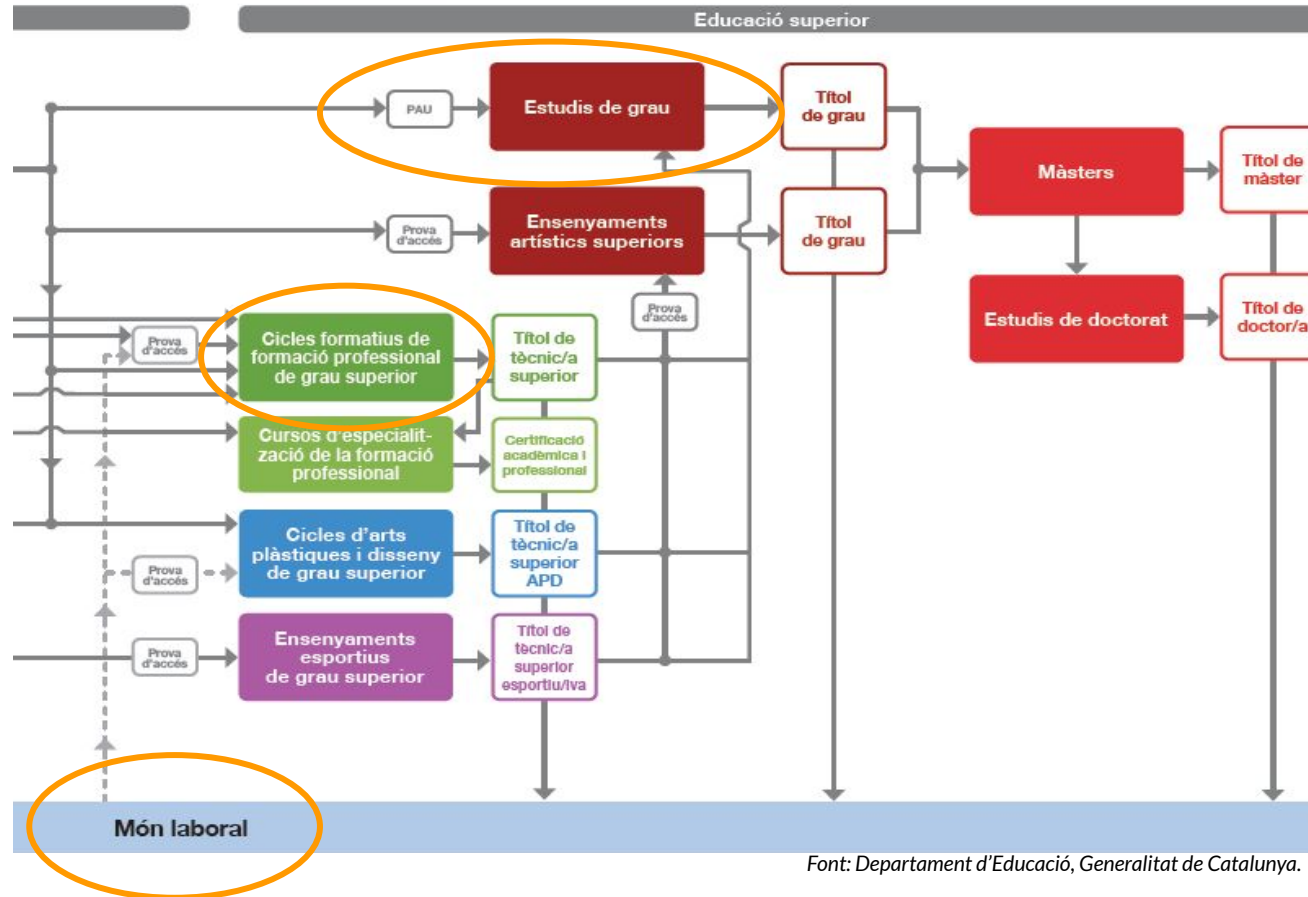 Educació superior
PAU
Estudis de grau
Títol
de grau
Màsters
Títol de
màster
Prova
d'accés
Ensenyaments
artístics superiors
Títol
de grau
Prova
d'accés
Estudis de doctorat
Títol de
doctor/a
Prova
d'accés
Cicles formatius de
formació professional
de grau superior
Títol de
tècnic/a
superior
Cursos d'especialit-
zació de la formació
professional
Certificació
acadèmica i
professional
Prova
d'accés
Cicles d'arts
plàstiques i disseny
de grau superior
Títol de
tècnic/a
superior
APD
Prova
d'accés
Ensenyaments
esportius
de grau superior
Títol de
tècnic/a
superior
esportiu/iva
Món laboral
Font: Departament d'Educació, Generalitat de Catalunya.